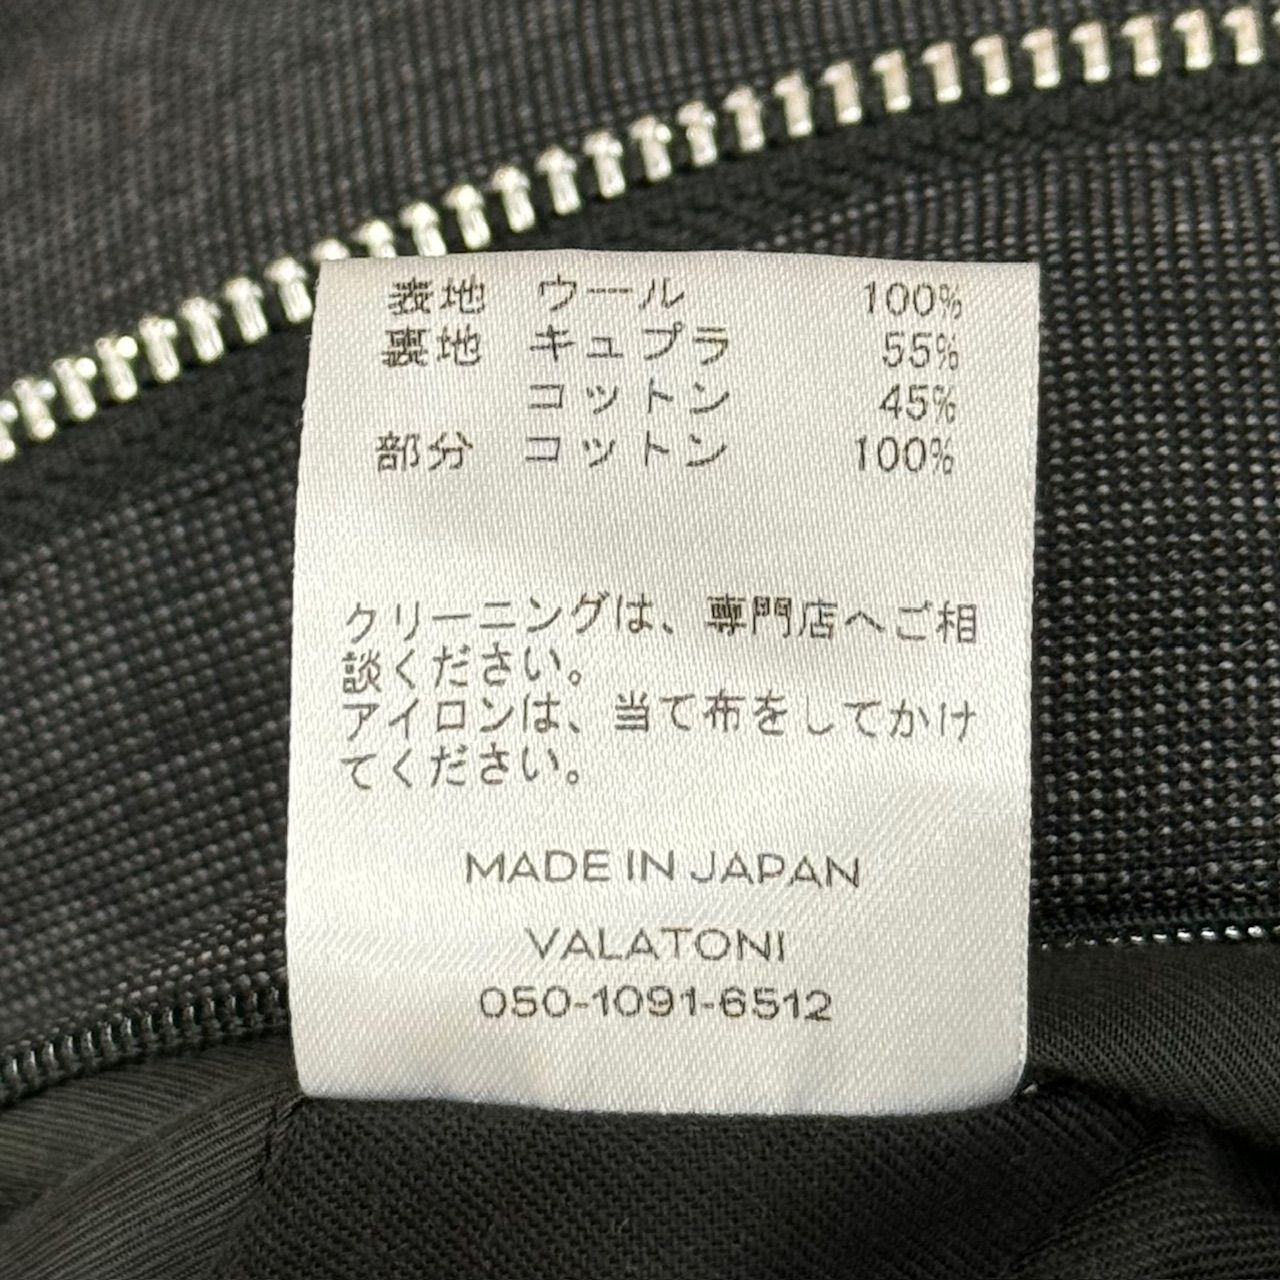 表地 ウール 100%
裏地 キュプラ 55%
コットン 45%
部分 コットン 100%
クリーニングは、専門店へご相
談ください。
アイロンは、当て布をしてかけ
てください。
MADE IN JAPAN
VALATONI
050-1091-6512